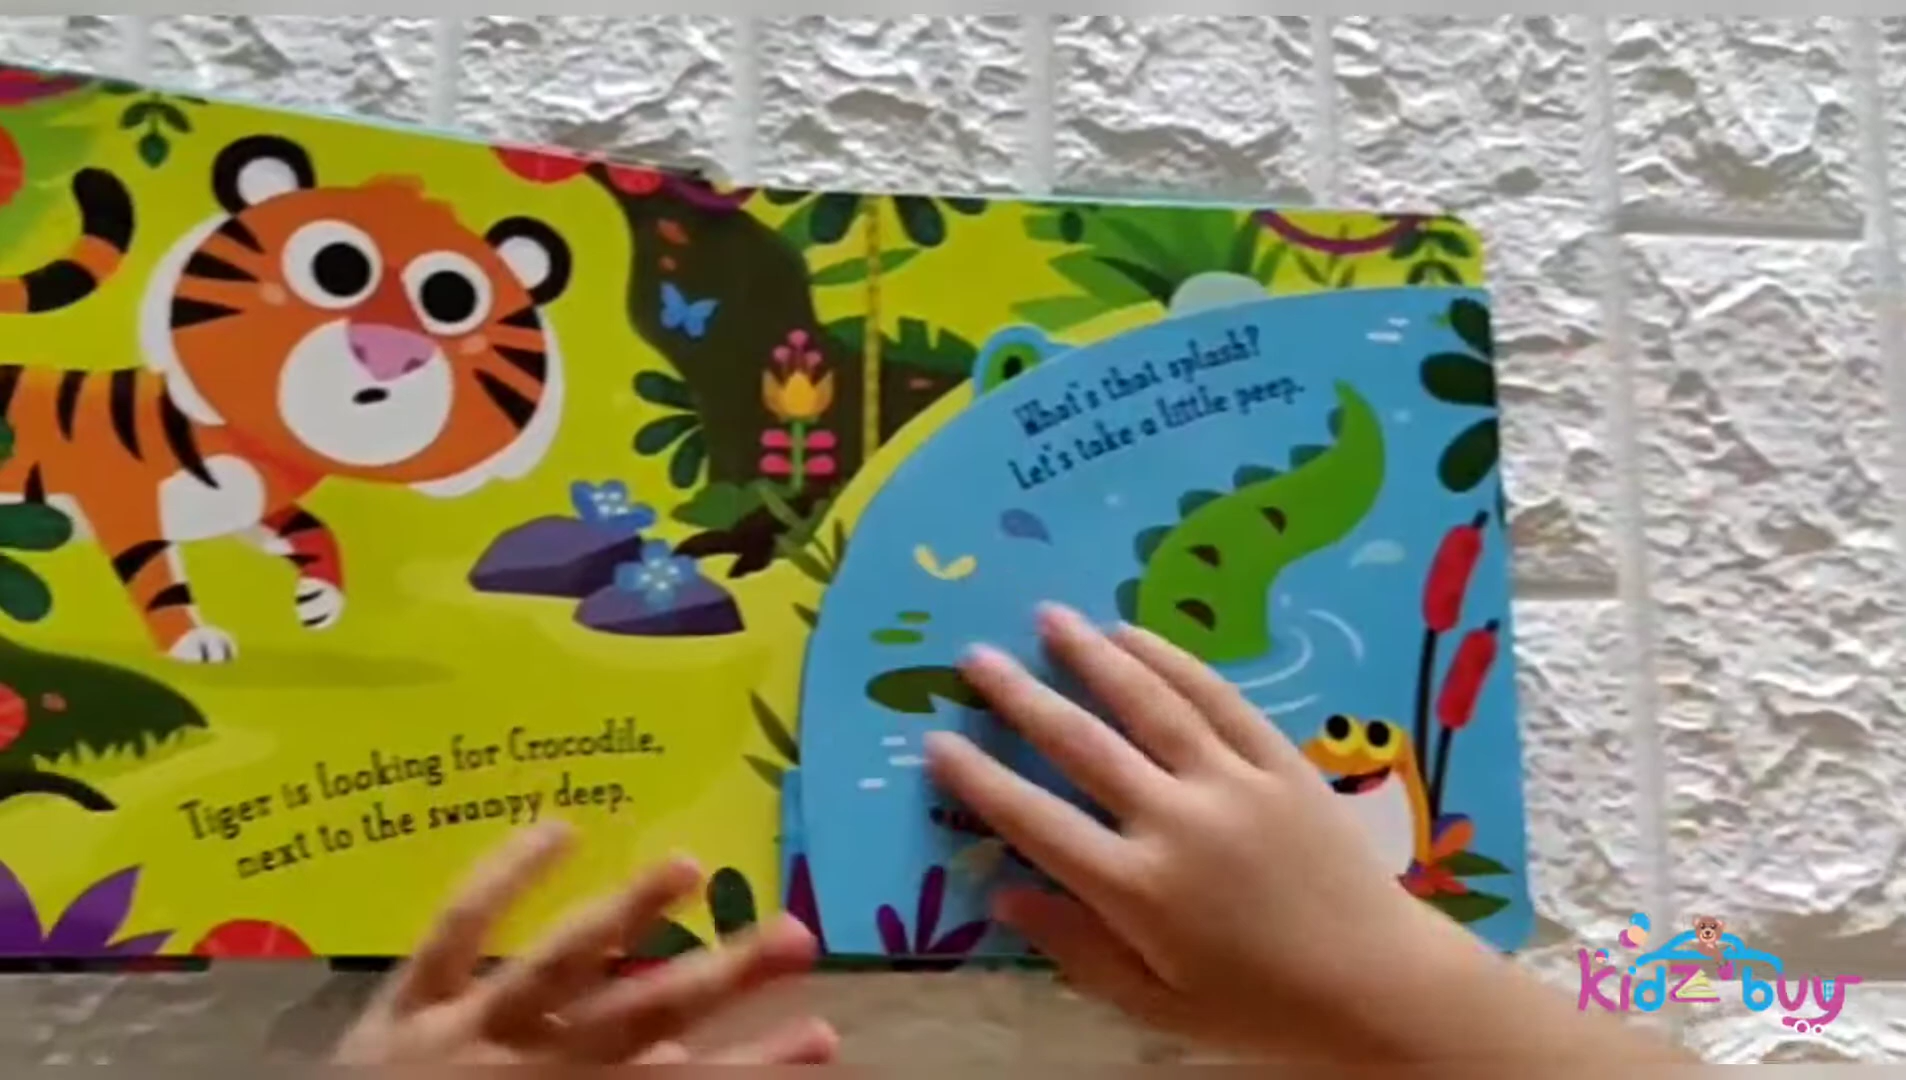 Tiger is looking for Crocodile,
next to the swampy deep.
What's that splash?
Let's take a little peep.
Kidz buy